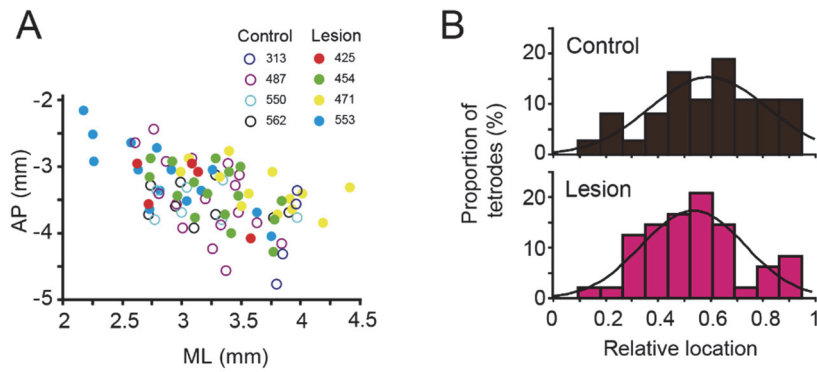 A
Control Lesion
313 425
487 454
550 471
562 553
-2
-3
-4
-5
AP (mm)
2 2.5 3 3.5 4 4.5
ML (mm)
B
Control
20
10
0
Lesion
20
10
0
Proportion of
tetrodes (%)
0 0.2 0.4 0.6 0.8 1
Relative location